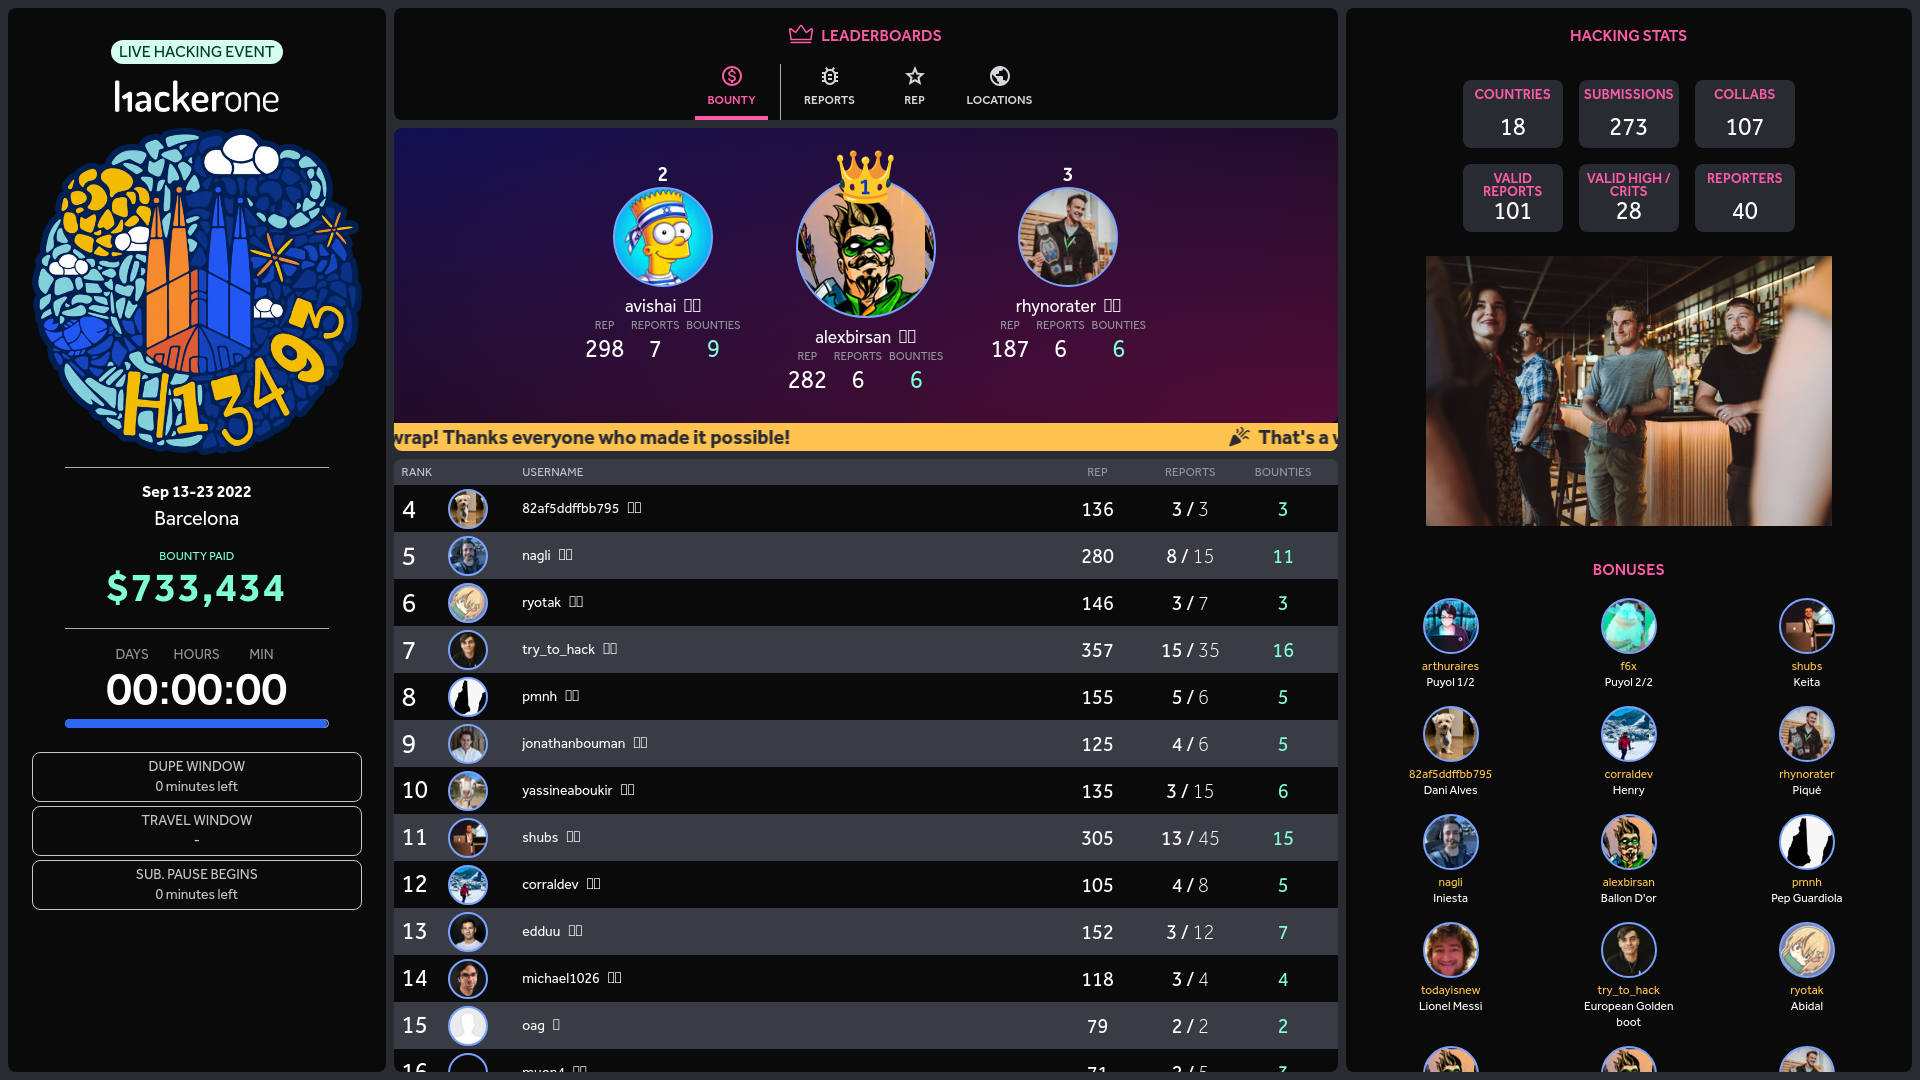 LIVE HACKING EVENT
hackerone
H13493
Sep 13-23 2022
Barcelona
BOUNTY PAID
$733,434
DAYS HOURS MIN
00:00:00
DUPE WINDOW
0 minutes left
TRAVEL WINDOW
-
SUB. PAUSE BEGINS
0 minutes left
LEADERBOARDS
BOUNTY REPORTS REP LOCATIONS
2
avishai
REP REPORTS BOUNTIES
298 7 9
1
alexbirsan
REP REPORTS BOUNTIES
282 6 6
3
rhynorater
REP REPORTS BOUNTIES
187 6 6
wrap! Thanks everyone who made it possible! That's a w
RANK USERNAME REP REPORTS BOUNTIES
4 82af5ddffbb795 136 3 / 3 3
5 nagli 280 8 / 15 11
6 ryotak 146 3 / 7 3
7 try_to_hack 357 15 / 35 16
8 pmnh 155 5 / 6 5
9 jonathanbouman 125 4 / 6 5
10 yassineaboukir 135 3 / 15 6
11 shubs 305 13 / 45 15
12 corraldev 105 4 / 8 5
13 edduu 152 3 / 12 7
14 michael1026 118 3 / 4 4
15 oag 79 2 / 2 2
HACKING STATS
COUNTRIES
18
SUBMISSIONS
273
COLLABS
107
VALID REPORTS
101
VALID HIGH / CRITS
28
REPORTERS
40
BONUSES
arthuraires
Puyol 1/2
f6x
Puyol 2/2
shubs
Keita
82af5ddffbb795
Dani Alves
corraldev
Henry
rhynorater
Piqué
nagli
Iniesta
alexbirsan
Ballon D'or
pmnh
Pep Guardiola
todayisnew
Lionel Messi
try_to_hack
European Golden
boot
ryotak
Abidal